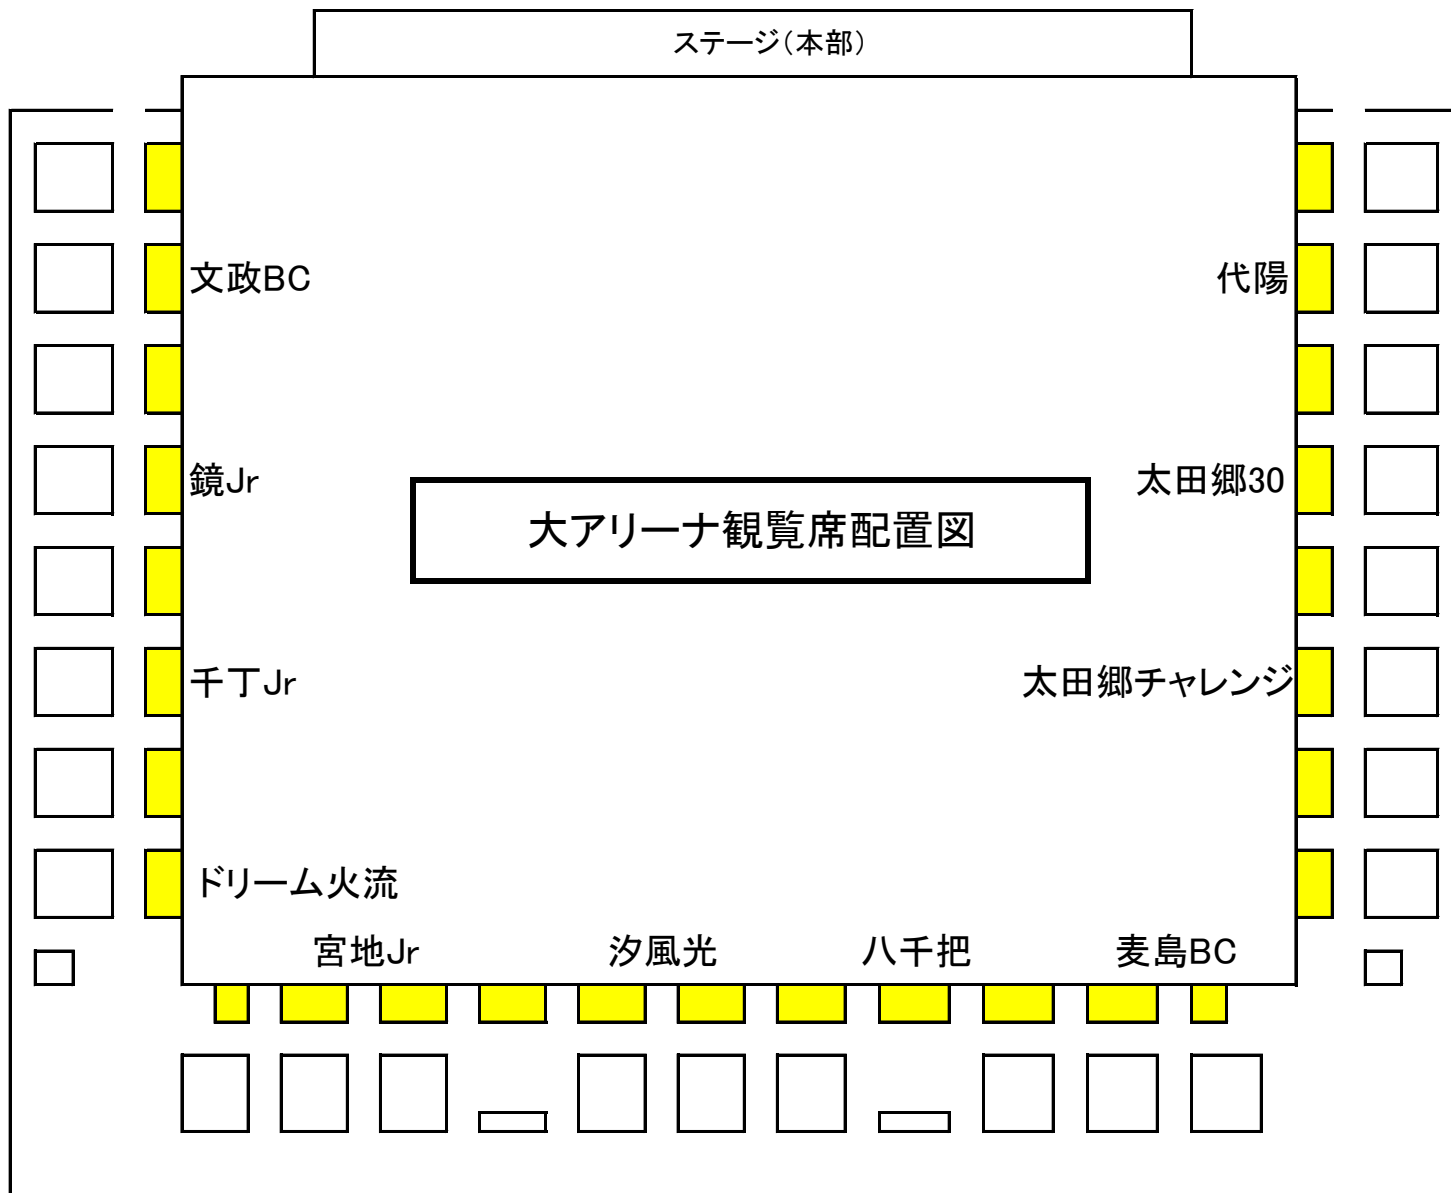 ステージ（本部）
文政BC
代陽
鏡Jr
太田郷30
大アリーナ観覧席配置図
千丁Jr
太田郷チャレンジ
ドリーム火流
宮地Jr
汐風光
八千把
麦島BC